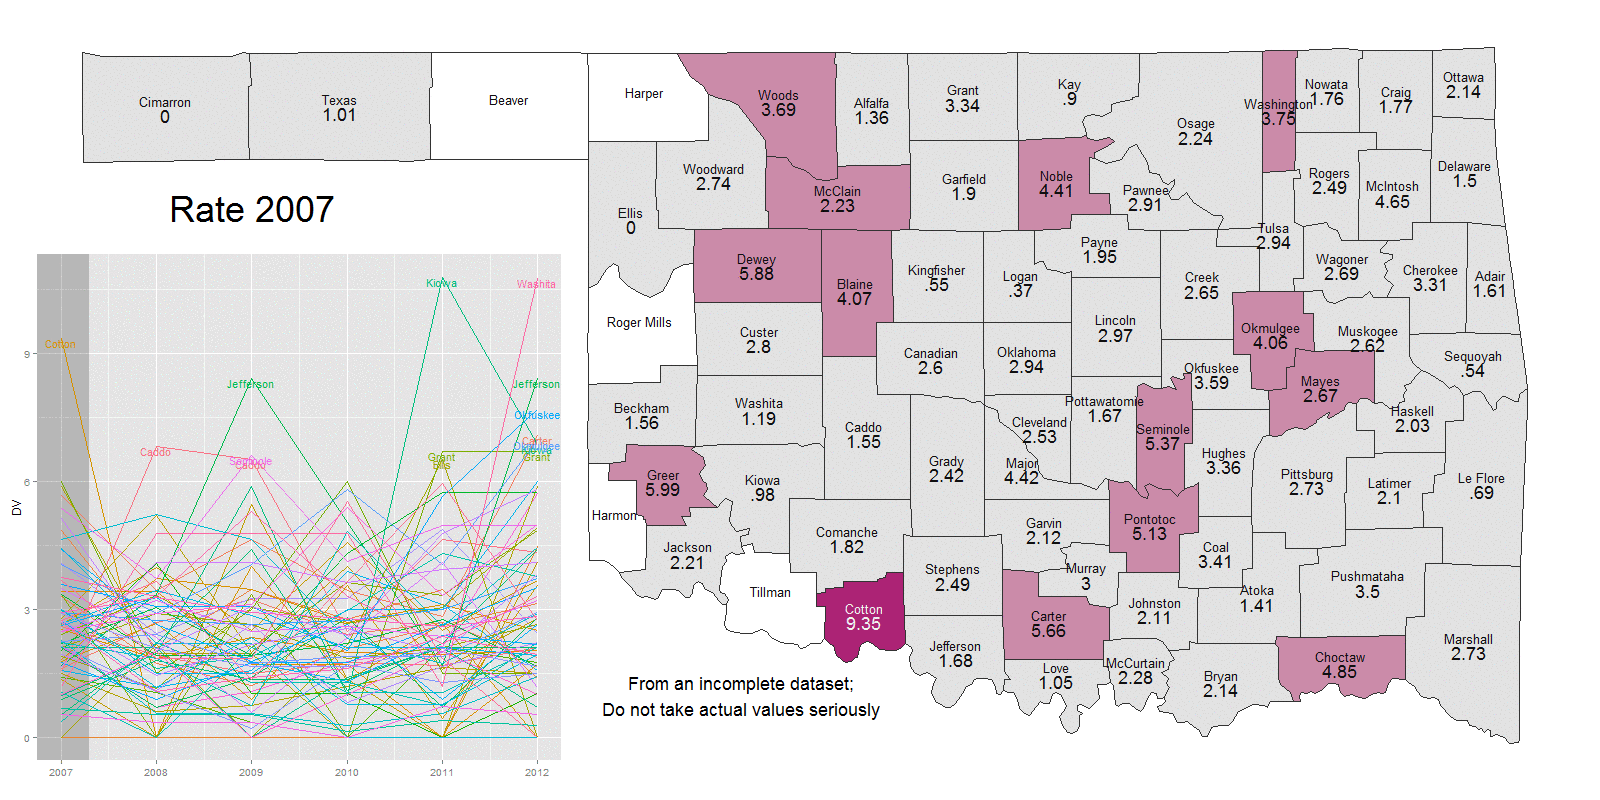 Cimarron
0
Texas
1.01
Beaver
Harper
Woods
3.69
Alfalfa
1.36
Grant
3.34
Kay
.9
Osage
2.24
Washington
3.75
Nowata
1.76
Craig
1.77
Ottawa
2.14
Woodward
2.74
McClain
2.23
Garfield
1.9
Noble
4.41
Pawnee
2.91
Rogers
2.49
McIntosh
4.65
Delaware
1.5
Ellis
0
Rate 2007
Dewey
5.88
Blaine
4.07
Kingfisher
.55
Logan
.37
Payne
1.95
Creek
2.65
Tulsa
2.94
Wagoner
2.69
Cherokee
3.31
Adair
1.61
Roger Mills
Custer
2.8
Canadian
2.6
Oklahoma
2.94
Lincoln
2.97
Okmulgee
4.06
Muskogee
2.62
Sequoyah
.54
Okfuskee
3.59
Mayes
2.67
Haskell
2.03
Beckham
1.56
Washita
1.19
Caddo
1.55
Cleveland
2.53
Pottawatomie
1.67
Seminole
5.37
Hughes
3.36
Pittsburg
2.73
Latimer
2.1
Le Flore
.69
Greer
5.99
Kiowa
.98
Grady
2.42
Major
4.42
Harmon
Jackson
2.21
Comanche
1.82
Garvin
2.12
Pontotoc
5.13
Coal
3.41
Tillman
Cotton
9.35
Stephens
2.49
Murray
3
Carter
5.66
Johnston
2.11
Atoka
1.41
Pushmataha
3.5
Jefferson
1.68
Love
1.05
McCurtain
2.28
Bryan
2.14
Choctaw
4.85
Marshall
2.73
From an incomplete dataset;
Do not take actual values seriously
DV
9
6
3
0
2007
2008
2009
2010
2011
2012
Cotton
Caddo
Jefferson
Seminole
Caddo
Kiowa
Grant
Ellis
Washita
Jefferson
Okfuskee
Carter
Okmulgee
Kiowa
Grant